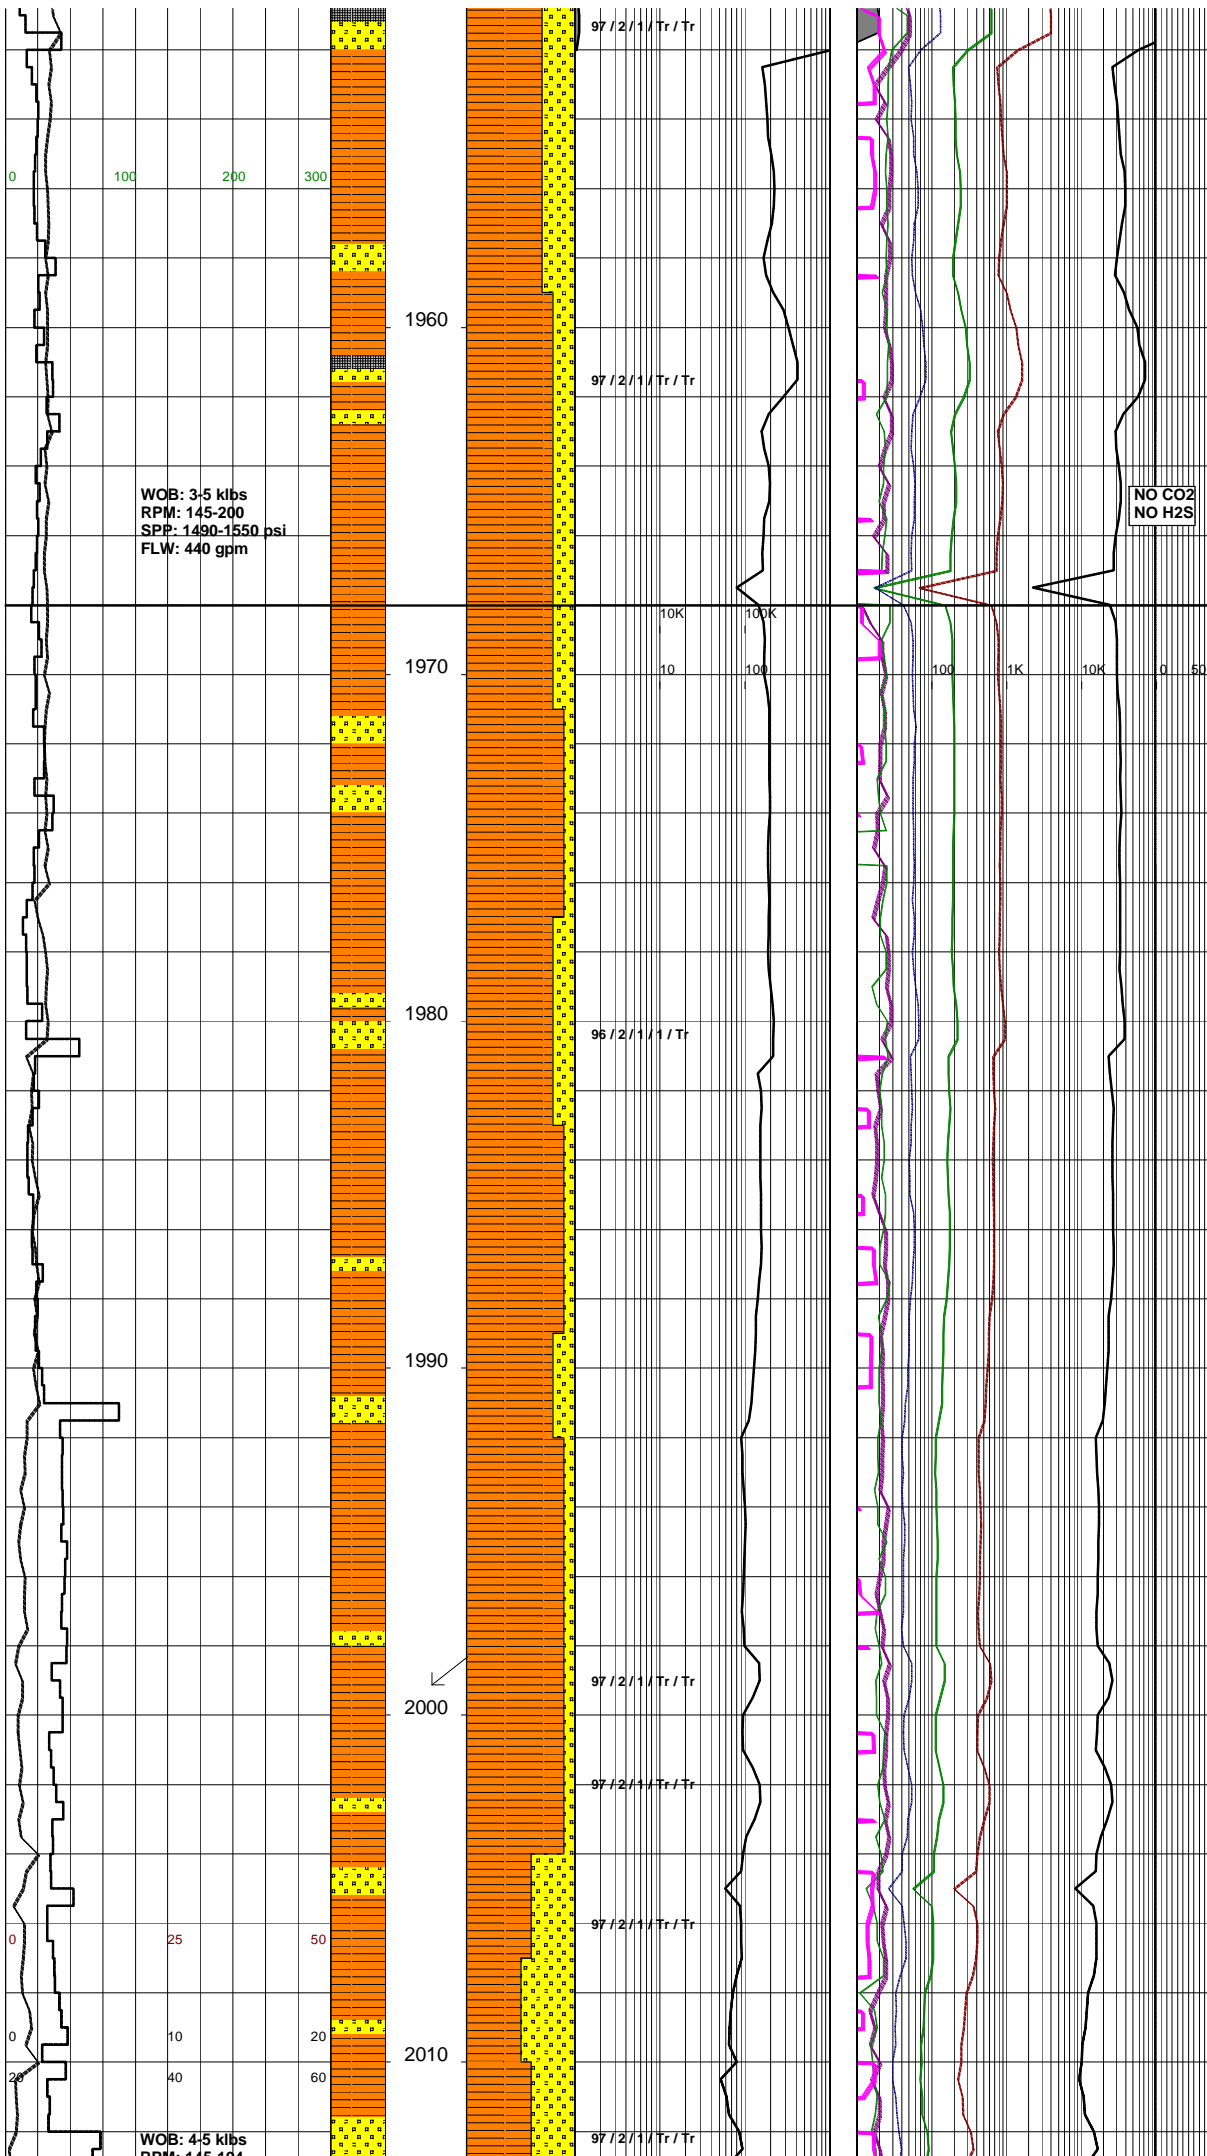 97 / 2 / 1 / Tr / Tr
0 100 200 300
1960
97 / 2 / 1 / Tr / Tr
WOB: 3-5 klbs
RPM: 145-200
SPP: 1490-1550 psi
FLW: 440 gpm
NO CO2
NO H2S
10K 100K
1970
10 100
100 1K 10K 0 50
1980
96 / 2 / 1 / 1 / Tr
1990
97 / 2 / 1 / Tr / Tr
2000
97 / 2 / 1 / Tr / Tr
97 / 2 / 1 / Tr / Tr
0 25 50
0 10 20
2010
20 40 60
WOB: 4-5 klbs
97 / 2 / 1 / Tr / Tr